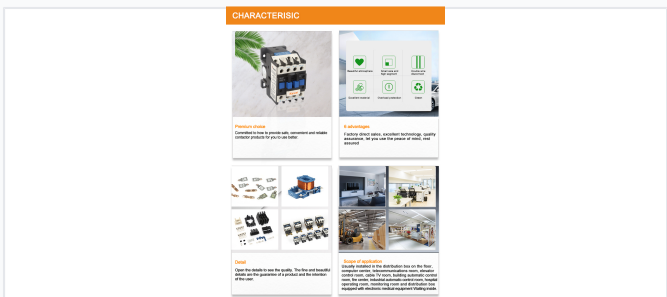 CHARACTERISIC
Premium choice
Committed to how to provide safe, convenient and reliable
contactor products for you to use better
6 advantages
Factory direct sales, excellent technology, quality
assurance, let you use the peace of mind, rest
assured
Detail
Open the details to see the quality. The fine and beautiful
details are the guarantee of a product and the retention
of the user.
Scope of application
Usually installed in the distribution box on the floor,
computer center, telecommunications room, elevator
control room, cable TV room, building automatic control
room, fire center, industrial automatic control room, hospital
operating room, monitoring room and distribution box
equipped with electronic medical equipment Waiting inside.